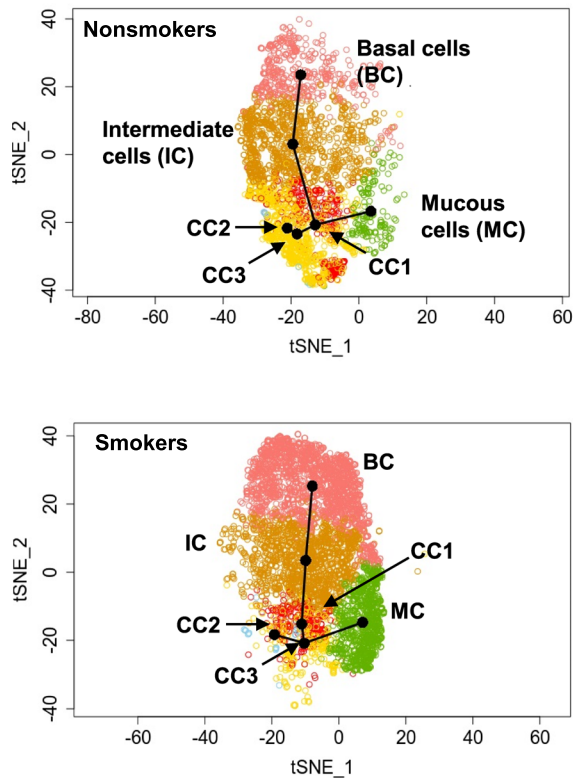 Nonsmokers
Basal cells
(BC)
Intermediate
cells (IC)
Mucous
cells (MC)
CC2
CC3
CC1
tSNE_2
40
20
0
-20
-40
-80
-60
-40
-20
0
20
40
60
tSNE_1
Smokers
BC
IC
CC1
MC
CC2
CC3
tSNE_2
40
20
0
-20
-40
-60
-40
-20
0
20
40
60
tSNE_1